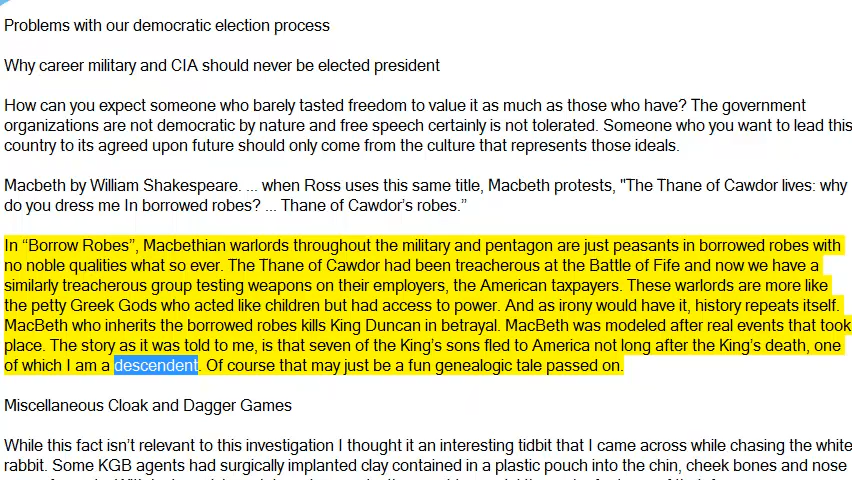 Problems with our democratic election process
Why career military and CIA should never be elected president
How can you expect someone who barely tasted freedom to value it as much as those who have? The government
organizations are not democratic by nature and free speech certainly is not tolerated. Someone who you want to lead this
country to its agreed upon future should only come from the culture that represents those ideals.
Macbeth by William Shakespeare. ... when Ross uses this same title, Macbeth protests, "The Thane of Cawdor lives: why
do you dress me In borrowed robes? ... Thane of Cawdor’s robes.”
In “Borrow Robes”, Macbethian warlords throughout the military and pentagon are just peasants in borrowed robes with
no noble qualities what so ever. The Thane of Cawdor had been treacherous at the Battle of Fife and now we have a
similarly treacherous group testing weapons on their employers, the American taxpayers. These warlords are more like
the petty Greek Gods who acted like children but had access to power. And as irony would have it, history repeats itself.
MacBeth who inherits the borrowed robes kills King Duncan in betrayal. MacBeth was modeled after real events that took
place. The story as it was told to me, is that seven of the King’s sons fled to America not long after the King’s death, one
of which I am a descendent. Of course that may just be a fun genealogic tale passed on.
Miscellaneous Cloak and Dagger Games
While this fact isn’t relevant to this investigation I thought it an interesting tidbit that I came across while chasing the white
rabbit. Some KGB agents had surgically implanted clay contained in a plastic pouch into the chin, cheek bones and nose